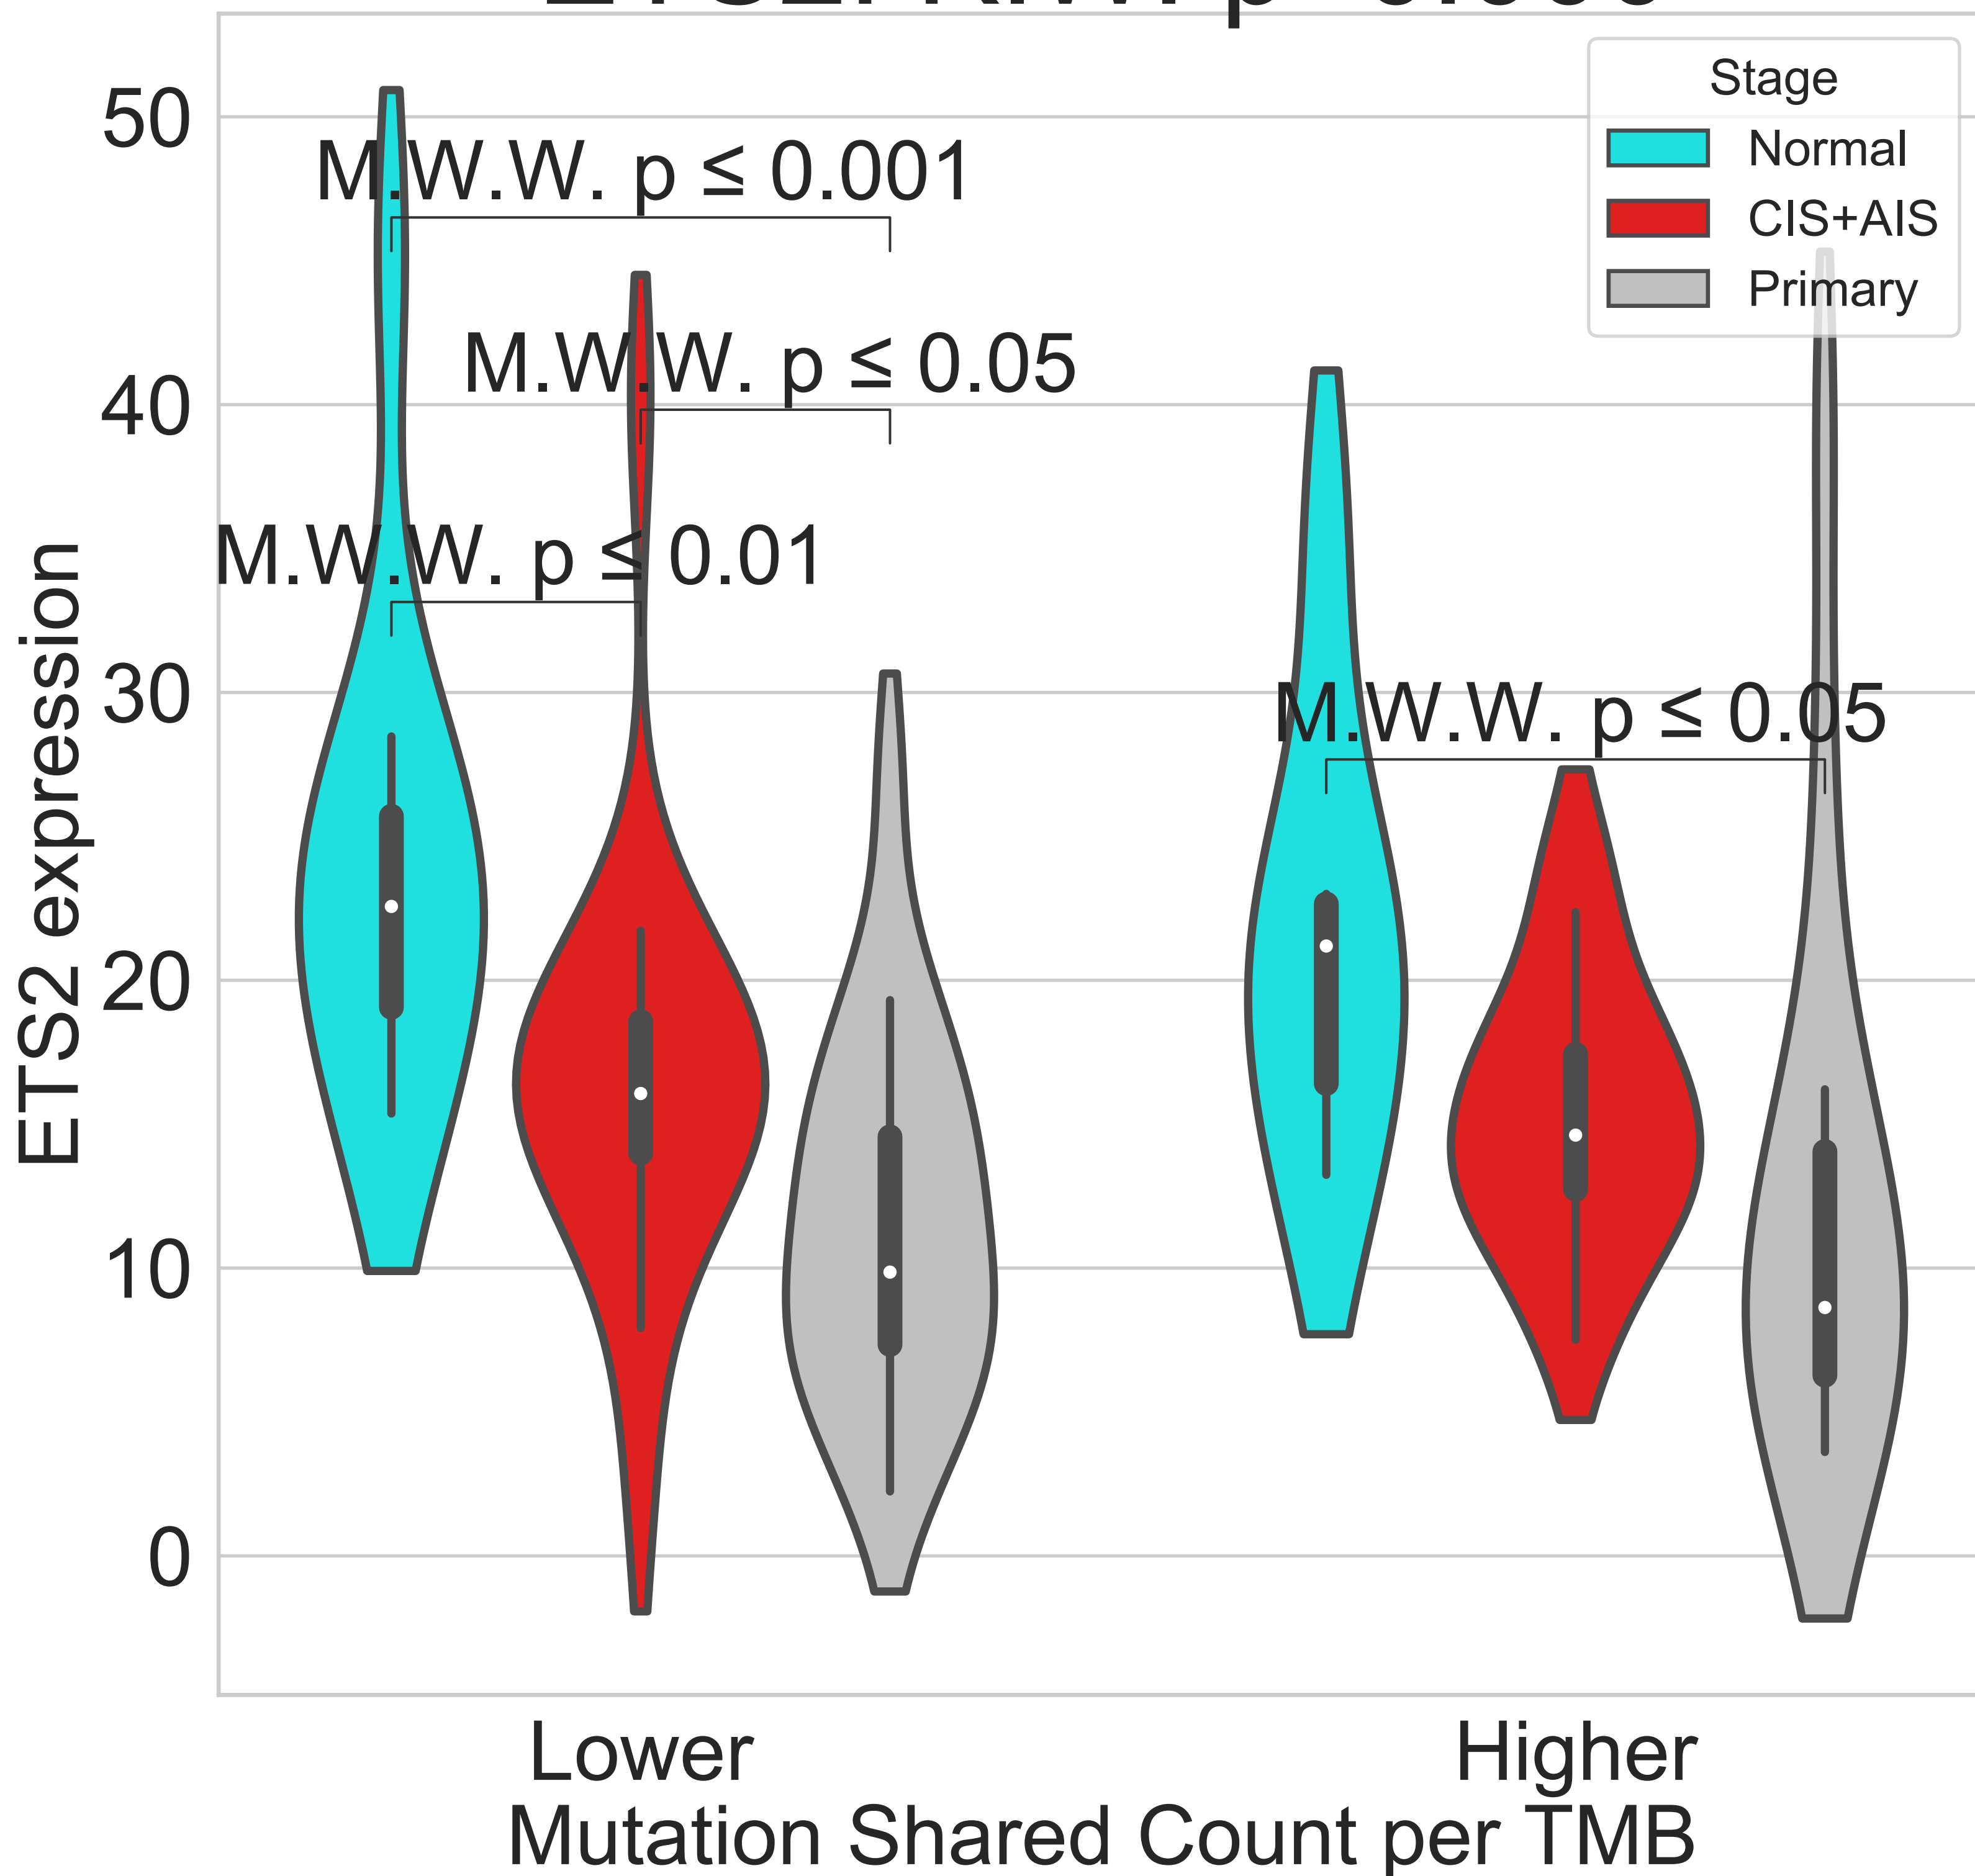 Stage
Normal
CIS+AIS
Primary
50
40
30
20
10
0
ETS2 expression
M.W.W. p ≤ 0.001
M.W.W. p ≤ 0.05
M.W.W. p ≤ 0.01
M.W.W. p ≤ 0.05
Lower
Higher
Mutation Shared Count per TMB